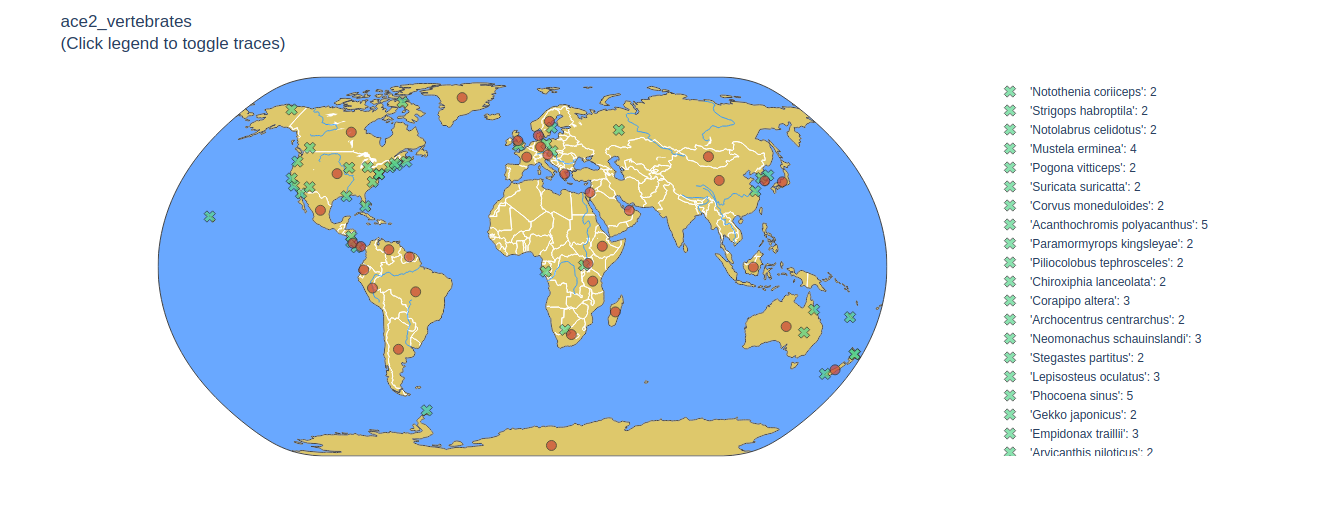 ace2_vertebrates
(Click legend to toggle traces)
'Notothenia coriiceps': 2
'Strigops habroptila': 2
'Notolabrus celidotus': 2
'Mustela erminea': 4
'Pogona vitticeps': 2
'Suricata suricatta': 2
'Corvus moneduloides': 2
'Acanthochromis polyacanthus': 5
'Paramormyrops kingsleyae': 2
'Piliocolobus tephrosceles': 2
'Chiroxiphia lanceolata': 2
'Corapipo altera': 3
'Archocentrus centrarchus': 2
'Neomonachus schauinslandi': 3
'Stegastes partitus': 2
'Lepisosteus oculatus': 3
'Phocoena sinus': 5
'Gekko japonicus': 2
'Empidonax traillii': 3
'Arvicanthis niloticus': 2